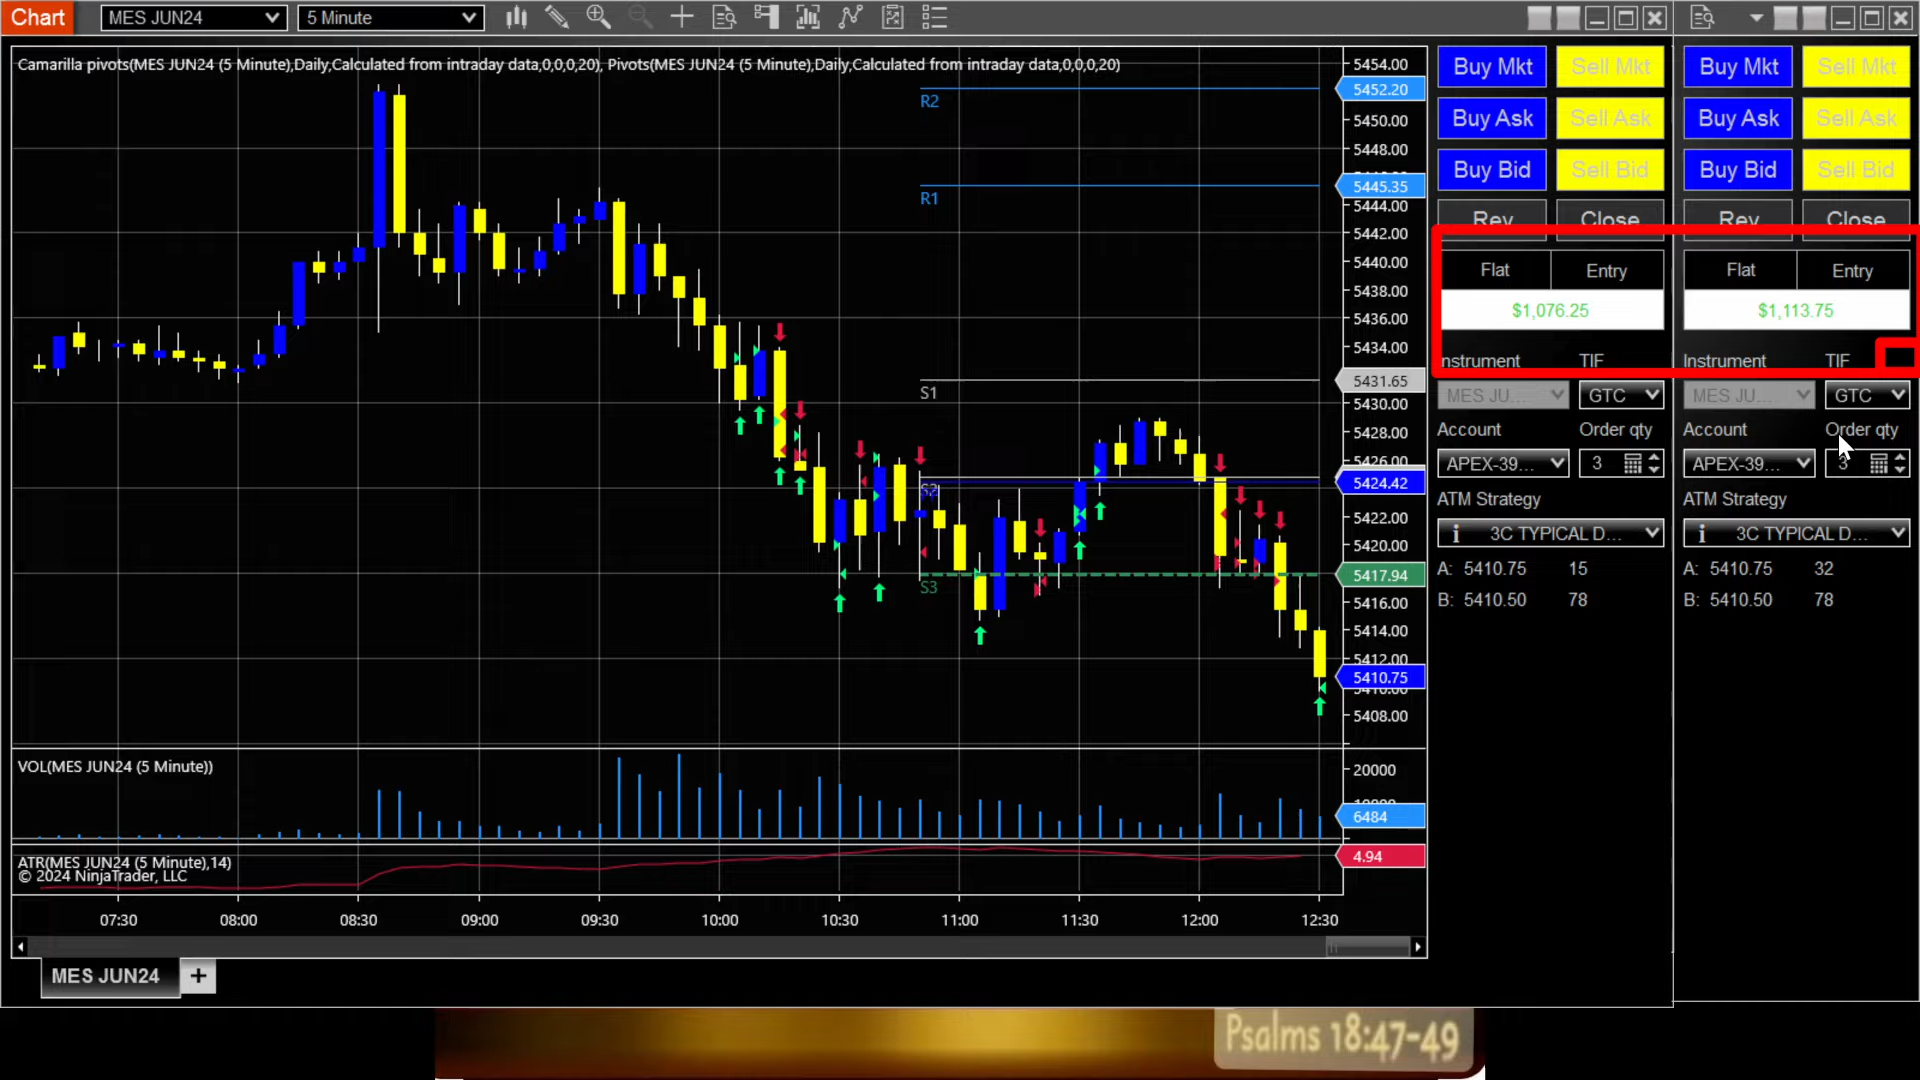 Chart MES JUN24 5 Minute
Camarilla pivots(MES JUN24 (5 Minute),Daily,Calculated from intraday data,0,0,0,20), Pivots(MES JUN24 (5 Minute),Daily,Calculated from intraday data,0,0,0,20)
R2
R1
S1
S2
S3
5454.00
5452.20
5450.00
5448.00
5445.35
5444.00
5442.00
5440.00
5438.00
5436.00
5434.00
5431.65
5430.00
5428.00
5426.00
5424.42
5422.00
5420.00
5417.94
5416.00
5414.00
5412.00
5410.75
5408.00
VOL(MES JUN24 (5 Minute))
20000
10000
6484
ATR(MES JUN24 (5 Minute),14)
© 2024 NinjaTrader, LLC
4.94
07:30 08:00 08:30 09:00 09:30 10:00 10:30 11:00 11:30 12:00 12:30
MES JUN24 +
Buy Mkt Sell Mkt
Buy Ask Sell Ask
Buy Bid Sell Bid
Rev Close
Flat Entry
$1,076.25
Instrument TIF
MES JU... GTC
Account Order qty
APEX-39... 3
ATM Strategy
i 3C TYPICAL D...
A: 5410.75 15
B: 5410.50 78
Buy Mkt Sell Mkt
Buy Ask Sell Ask
Buy Bid Sell Bid
Rev Close
Flat Entry
$1,113.75
Instrument TIF
MES JU... GTC
Account Order qty
APEX-39... 3
ATM Strategy
i 3C TYPICAL D...
A: 5410.75 32
B: 5410.50 78
Psalms 18:47-49